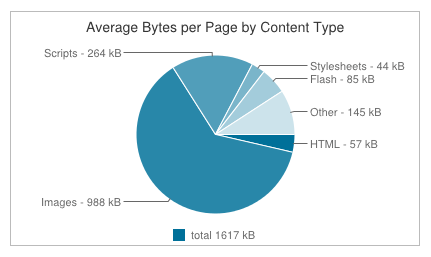 Average Bytes per Page by Content Type
Scripts - 264 kB
Stylesheets - 44 kB
Flash - 85 kB
Other - 145 kB
HTML - 57 kB
Images - 988 kB
total 1617 kB